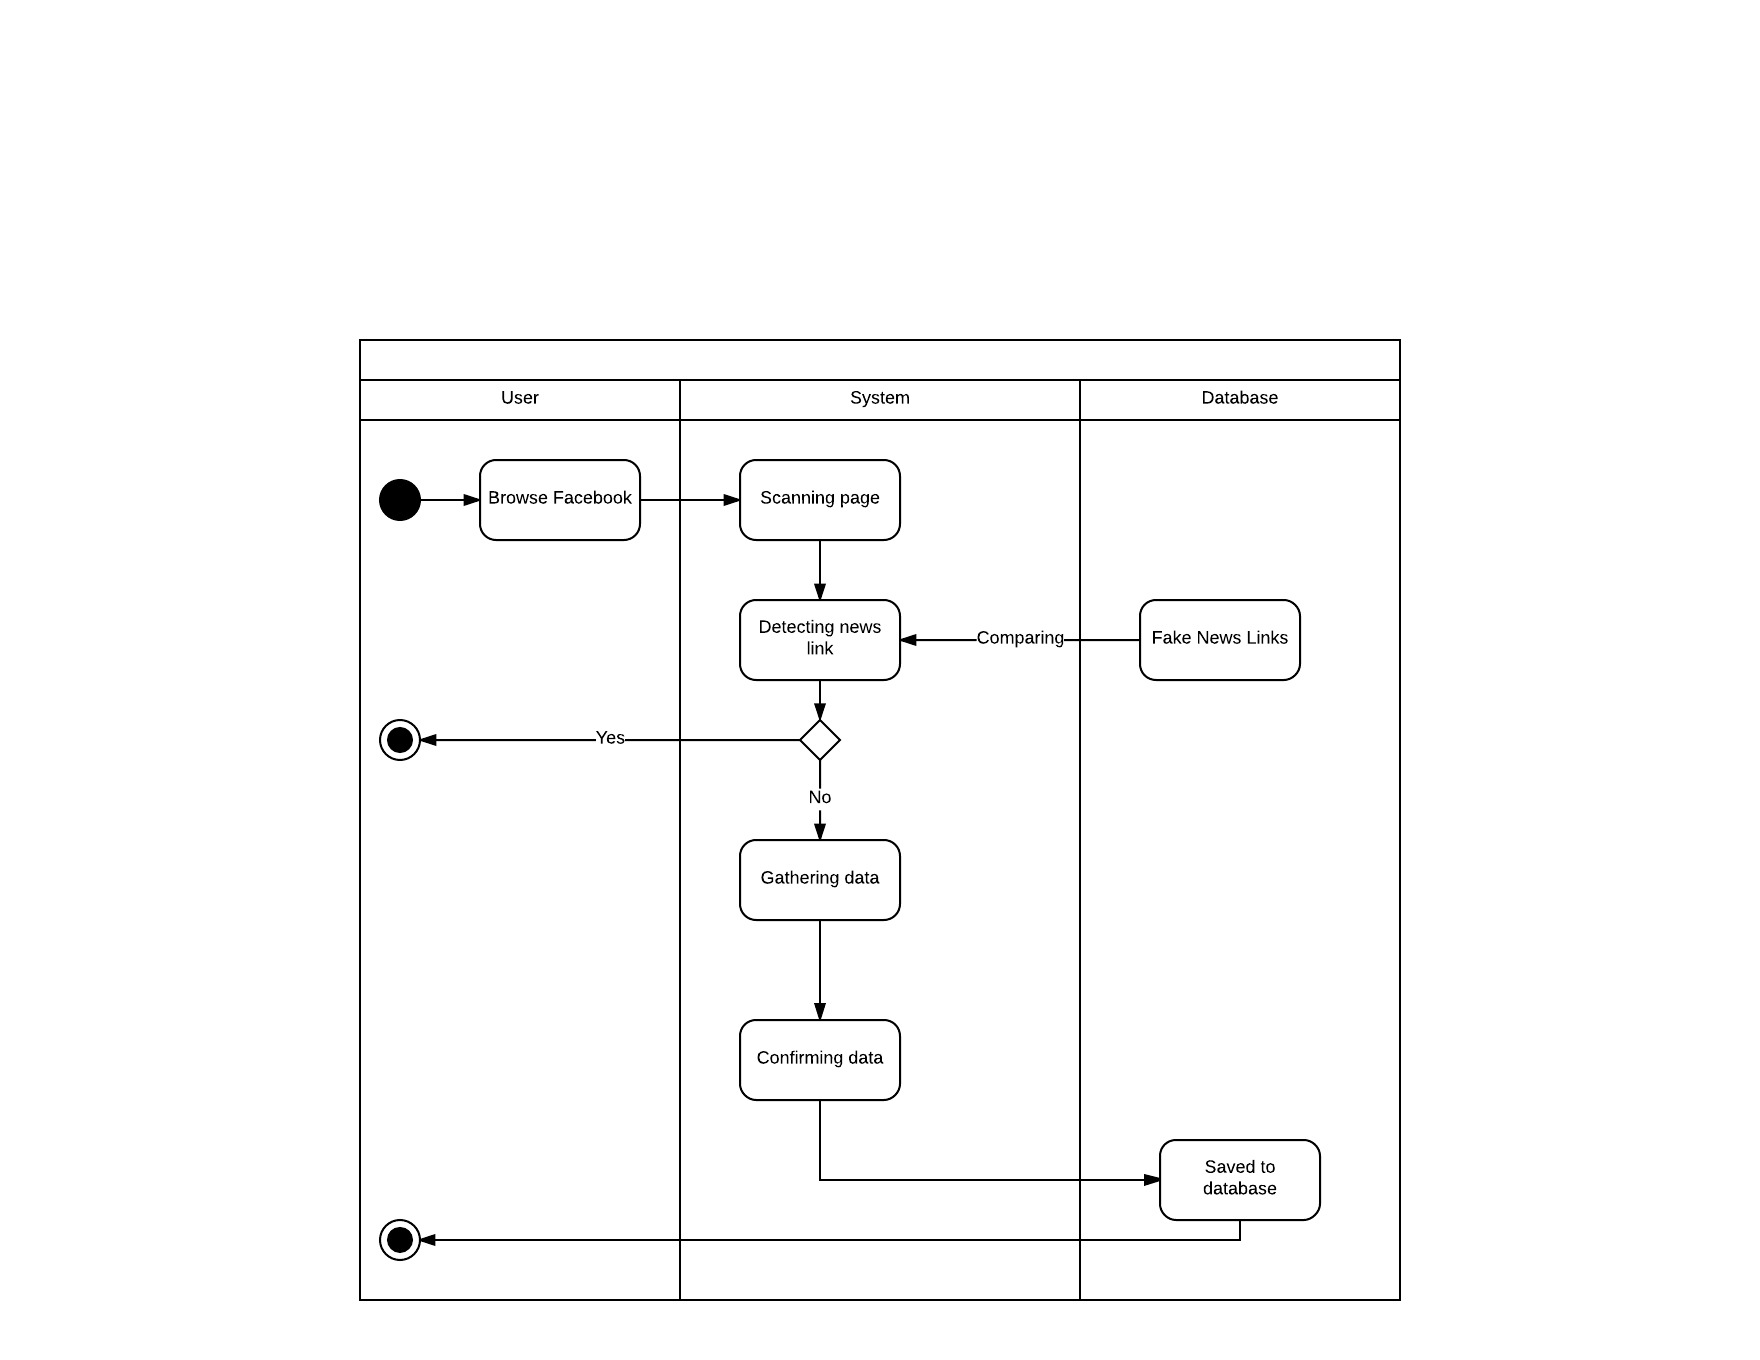 User
System
Database
Browse Facebook
Scanning page
Detecting news
link
Comparing
Fake News Links
Yes
No
Gathering data
Confirming data
Saved to
database